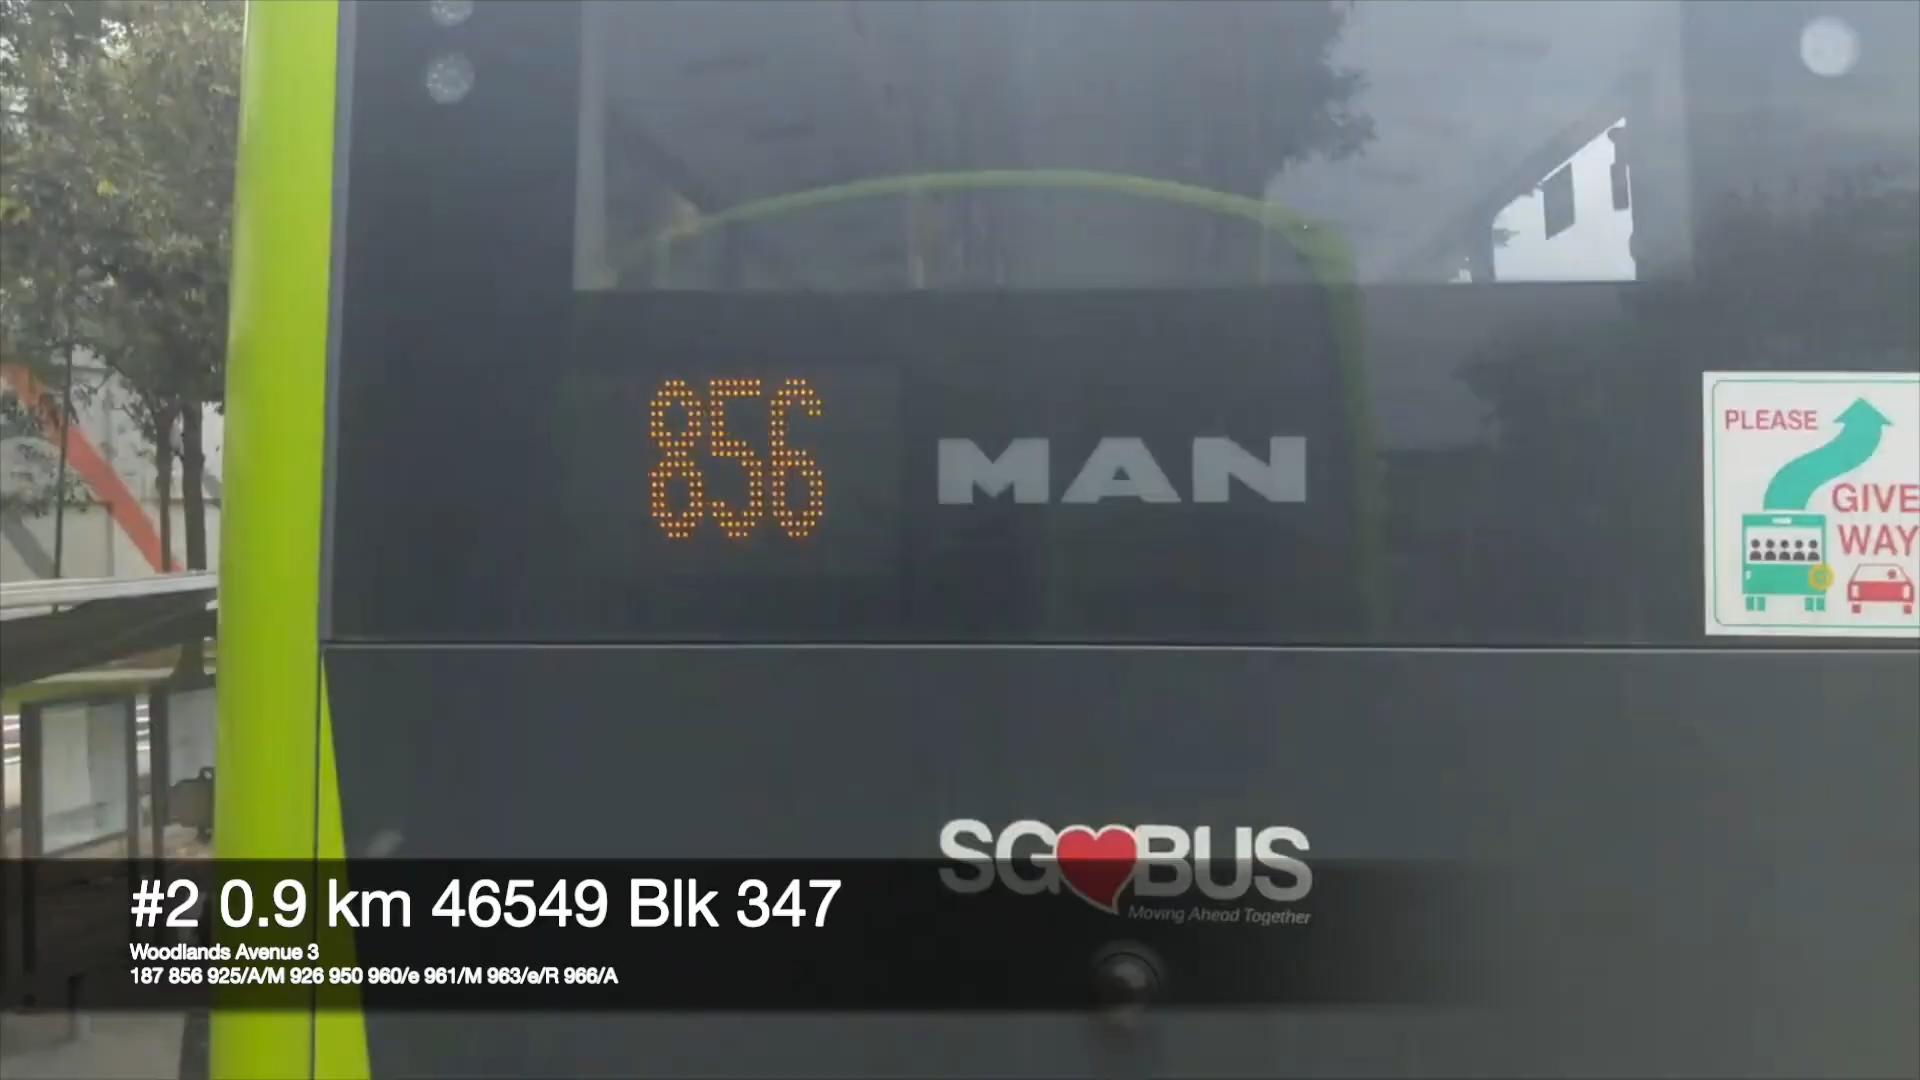 856
MAN
PLEASE
GIVE
WAY
SG BUS
Moving Ahead Together
#2 0.9 km 46549 Blk 347
Woodlands Avenue 3
187 856 925/A/M 926 950 960/e 961/M 963/e/R 966/A